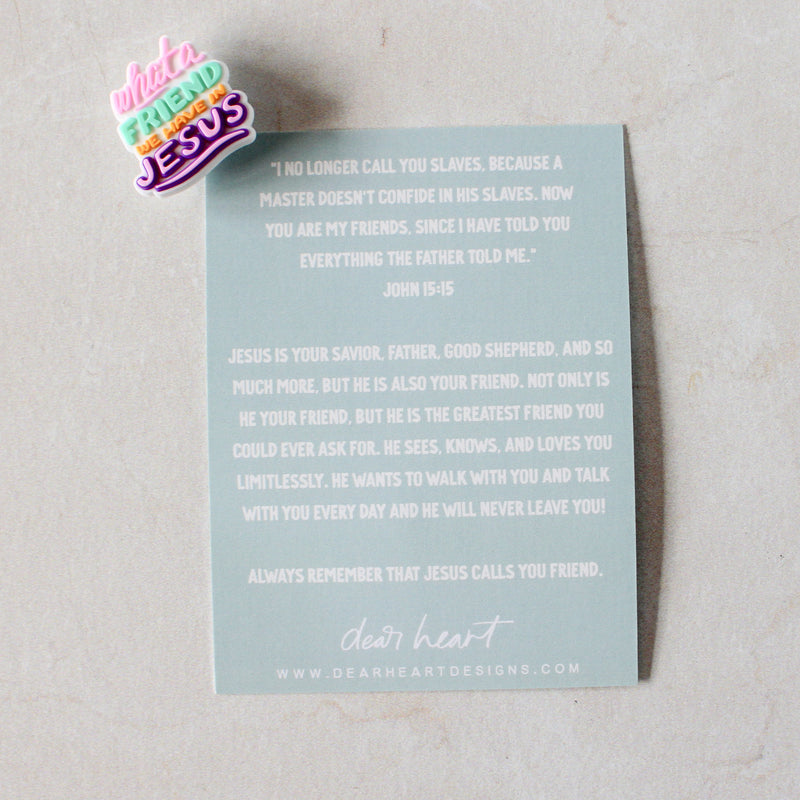 what a
FRIEND
WE HAVE IN
JESUS
"I NO LONGER CALL YOU SLAVES, BECAUSE A
MASTER DOESN'T CONFIDE IN HIS SLAVES. NOW
YOU ARE MY FRIENDS, SINCE I HAVE TOLD YOU
EVERYTHING THE FATHER TOLD ME."
JOHN 15:15
JESUS IS YOUR SAVIOR, FATHER, GOOD SHEPHERD, AND SO
MUCH MORE, BUT HE IS ALSO YOUR FRIEND. NOT ONLY IS
HE YOUR FRIEND, BUT HE IS THE GREATEST FRIEND YOU
COULD EVER ASK FOR. HE SEES, KNOWS, AND LOVES YOU
LIMITLESSLY. HE WANTS TO WALK WITH YOU AND TALK
WITH YOU EVERY DAY AND HE WILL NEVER LEAVE YOU!
ALWAYS REMEMBER THAT JESUS CALLS YOU FRIEND.
dear heart
WWW.DEARHEARTDESIGNS.COM